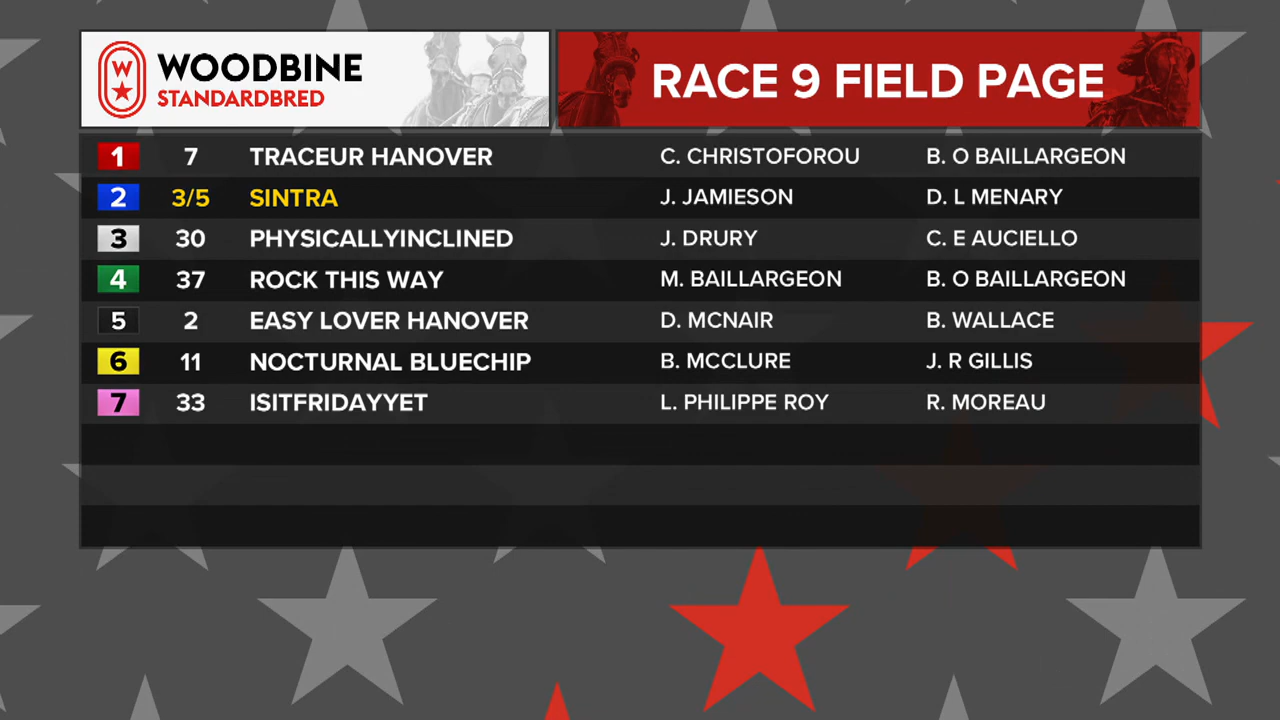 W
WOODBINE
STANDARDBRED
RACE 9 FIELD PAGE
1 7 TRACEUR HANOVER C. CHRISTOFOROU B. O BAILLARGEON
2 3/5 SINTRA J. JAMIESON D. L MENARY
3 30 PHYSICALLYINCLINED J. DRURY C. E AUCIELLO
4 37 ROCK THIS WAY M. BAILLARGEON B. O BAILLARGEON
5 2 EASY LOVER HANOVER D. MCNAIR B. WALLACE
6 11 NOCTURNAL BLUECHIP B. MCCLURE J. R GILLIS
7 33 ISITFRIDAYYET L. PHILIPPE ROY R. MOREAU